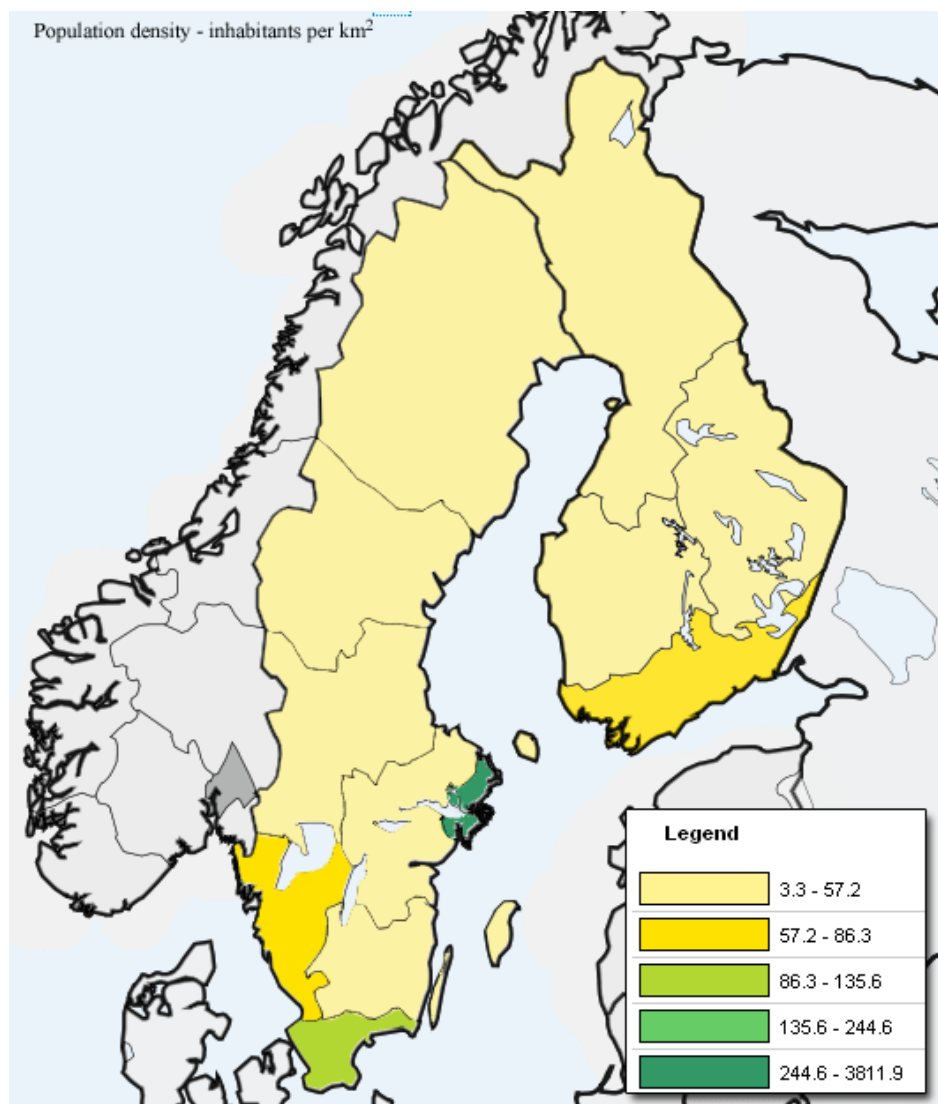 Population density - inhabitants per km²
Legend
3.3 - 57.2
57.2 - 86.3
86.3 - 135.6
135.6 - 244.6
244.6 - 3811.9